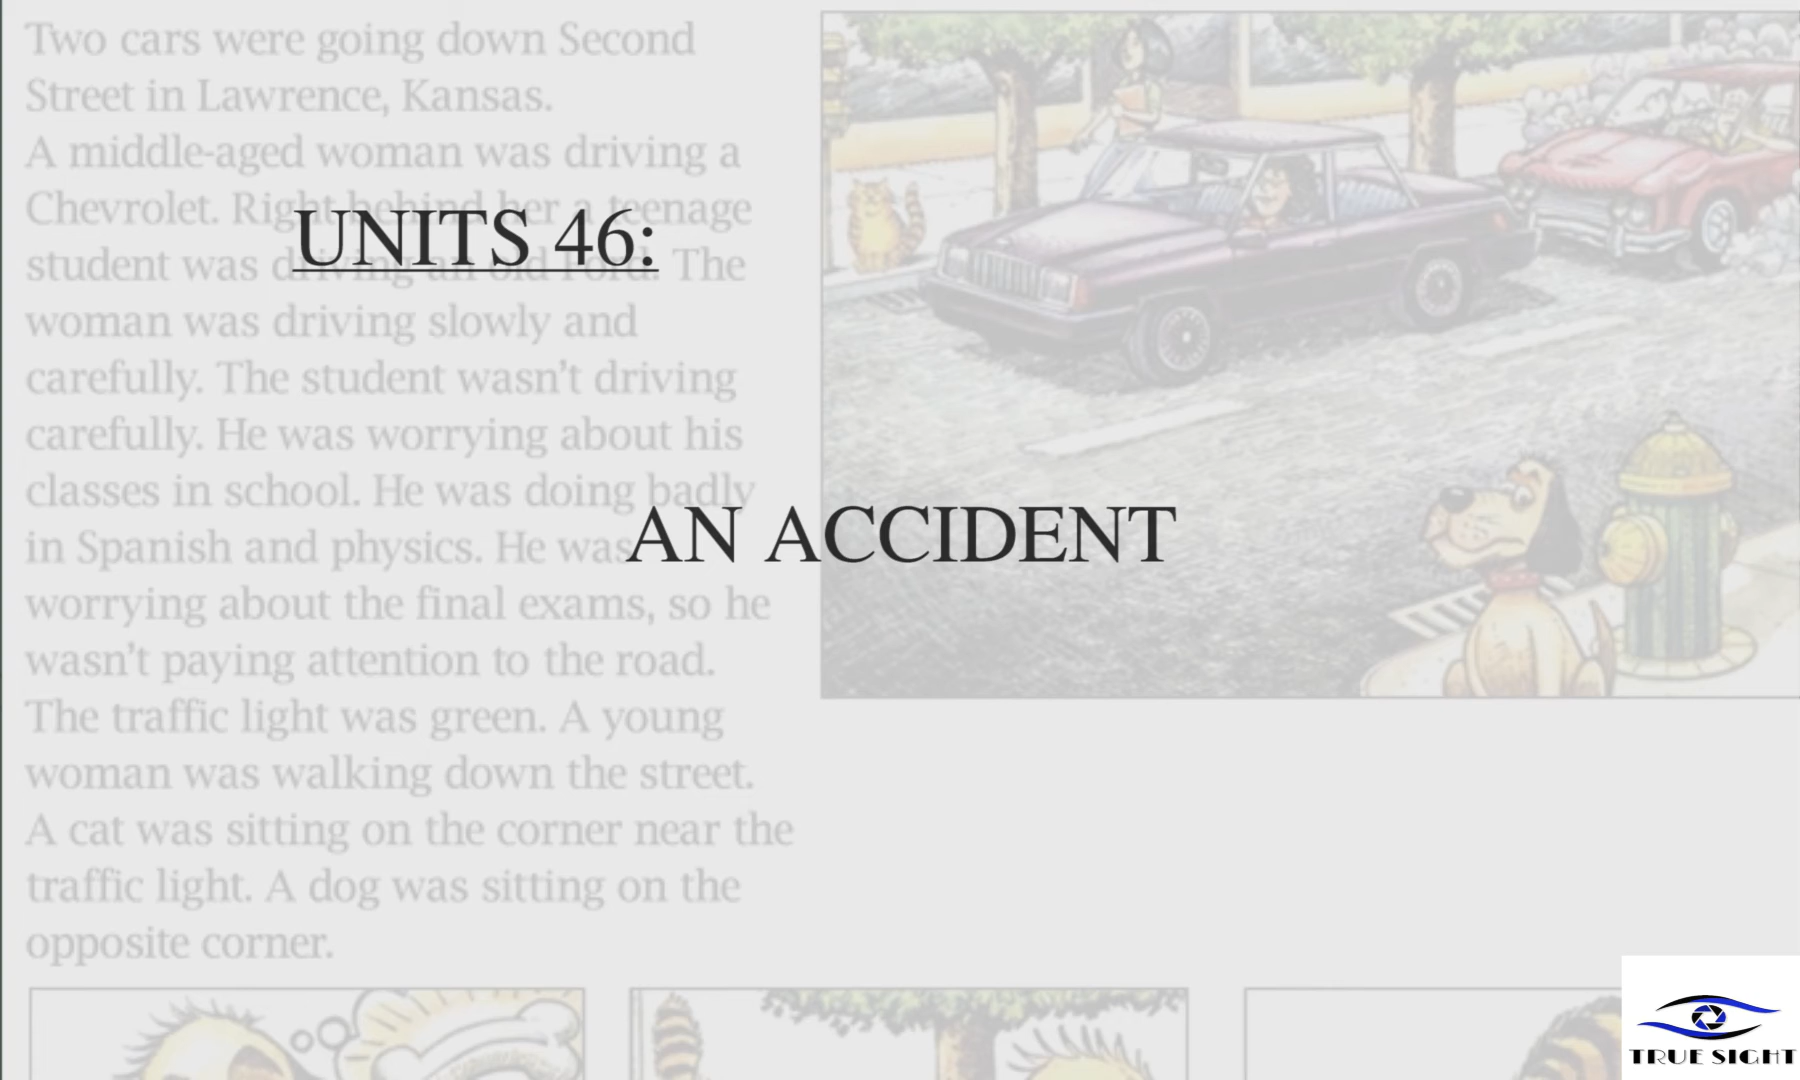 Two cars were going down Second
Street in Lawrence, Kansas.
A middle-aged woman was driving a
Chevrolet. Right behind her a teenage
UNITS 46:
student was driving an old Ford. The
woman was driving slowly and
carefully. The student wasn't driving
carefully. He was worrying about his
classes in school. He was doing badly
AN ACCIDENT
in Spanish and physics. He was
worrying about the final exams, so he
wasn't paying attention to the road.
The traffic light was green. A young
woman was walking down the street.
A cat was sitting on the corner near the
traffic light. A dog was sitting on the
opposite corner.
TRUE SIGHT